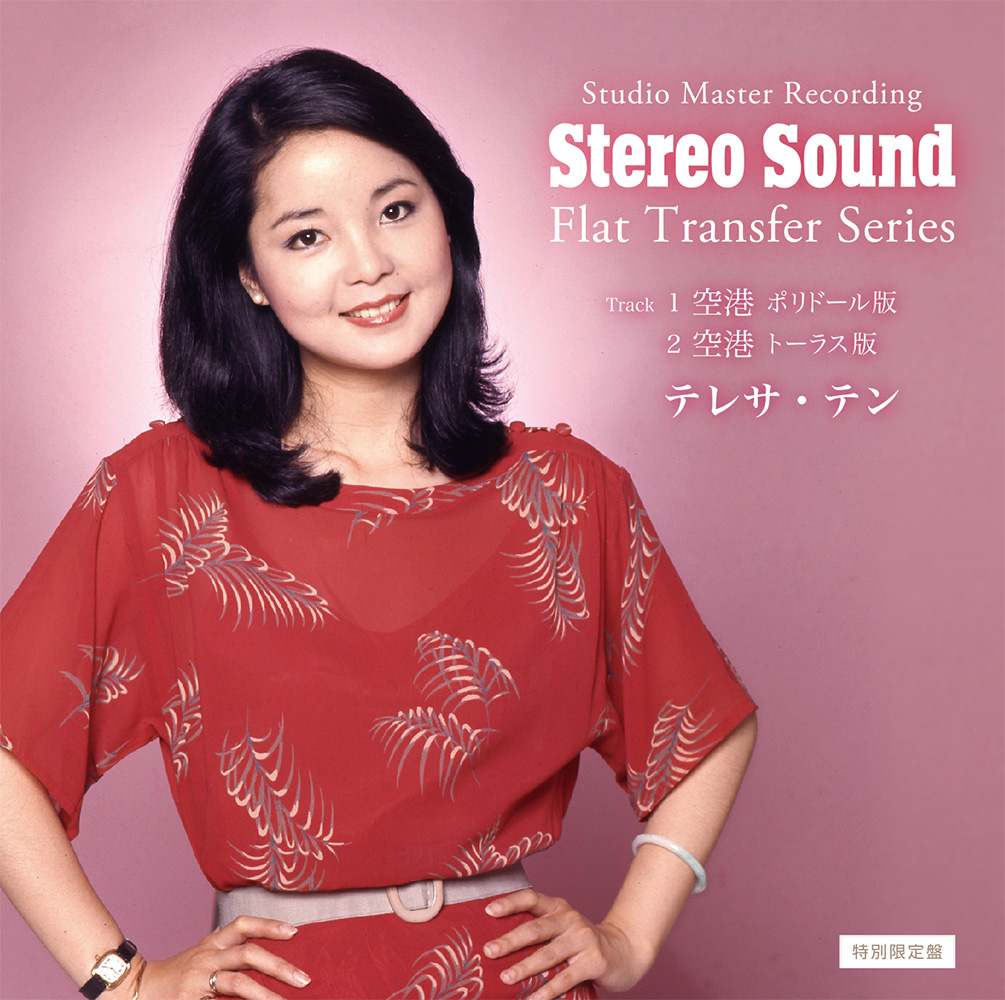 Studio Master Recording
Stereo Sound
Flat Transfer Series
Track 1 空港 ポリドール版
2 空港 トーラス版
テレサ・テン
特別限定盤